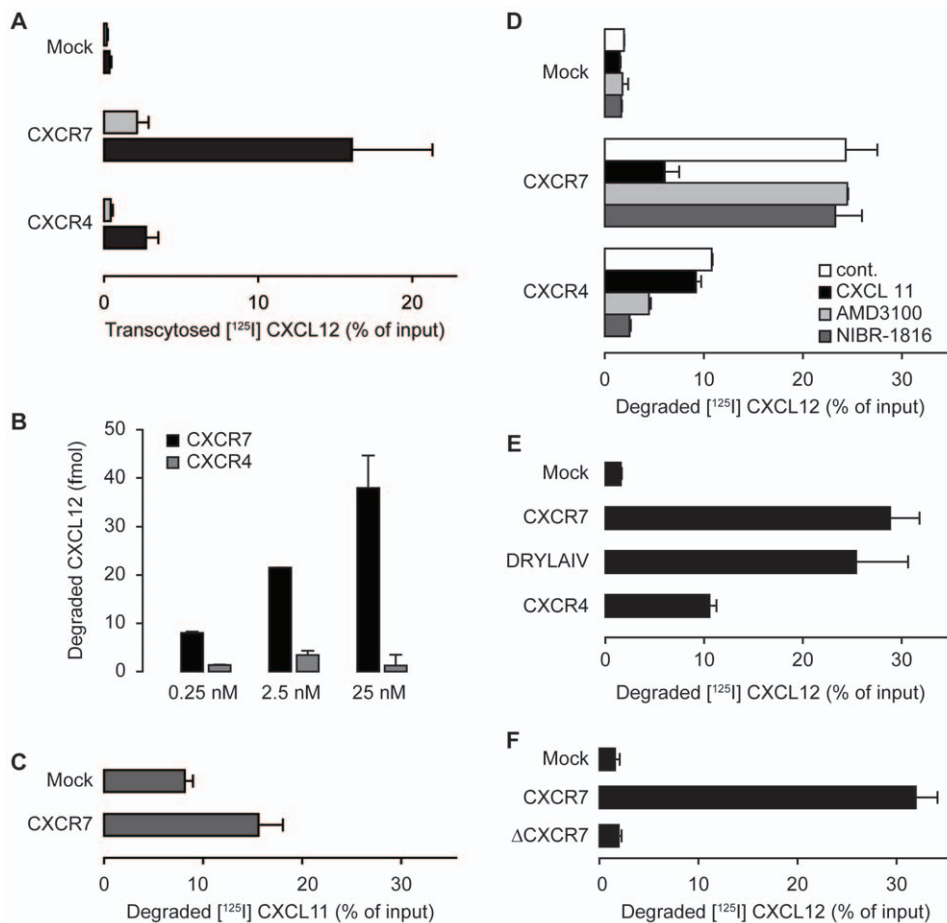 A
Mock
CXCR7
CXCR4
0 10 20
Transcytosed [¹²⁵I] CXCL12 (% of input)
B
Degraded CXCL12 (fmol)
50
40
30
20
10
0
CXCR7
CXCR4
0.25 nM 2.5 nM 25 nM
C
Mock
CXCR7
0 10 20 30
Degraded [¹²⁵I] CXCL11 (% of input)
D
Mock
CXCR7
CXCR4
cont.
CXCL 11
AMD3100
NIBR-1816
0 10 20 30
Degraded [¹²⁵I] CXCL12 (% of input)
E
Mock
CXCR7
DRYLAIV
CXCR4
0 10 20 30
Degraded [¹²⁵I] CXCL12 (% of input)
F
Mock
CXCR7
ΔCXCR7
0 10 20 30
Degraded [¹²⁵I] CXCL12 (% of input)